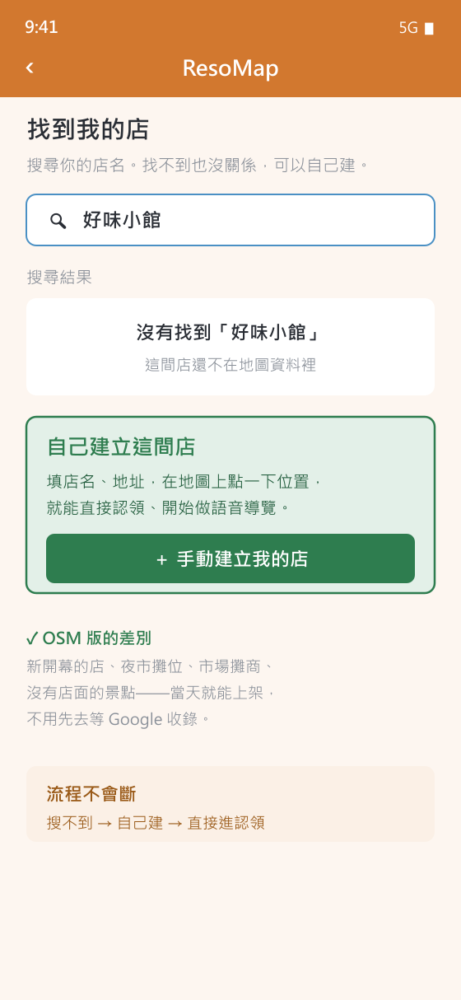 9:41
5G
‹
ResoMap
找到我的店
搜尋你的店名。找不到也沒關係，可以自己建。
好味小館
搜尋結果
沒有找到「好味小館」
這間店還不在地圖資料裡
自己建立這間店
填店名、地址，在地圖上點一下位置，
就能直接認領、開始做語音導覽。
+ 手動建立我的店
✓ OSM 版的差別
新開幕的店、夜市攤位、市場攤商、
沒有店面的景點——當天就能上架，
不用先去等 Google 收錄。
流程不會斷
搜不到 → 自己建 → 直接進認領